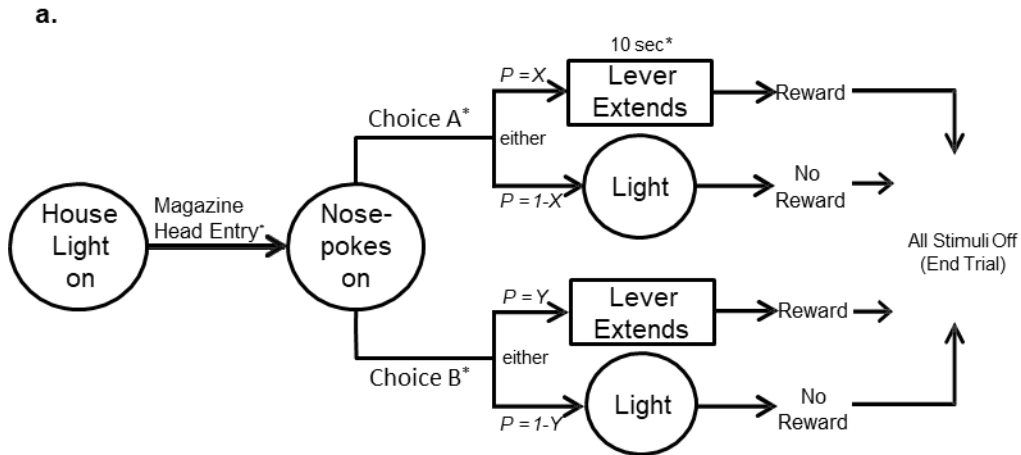 a.
House
Light
on
Magazine
Head Entry*
Nose-
pokes
on
Choice A*
either
P = X
10 sec*
Lever
Extends
Reward
P = 1-X
Light
No
Reward
Choice B*
either
P = Y
Lever
Extends
Reward
P = 1-Y
Light
No
Reward
All Stimuli Off
(End Trial)